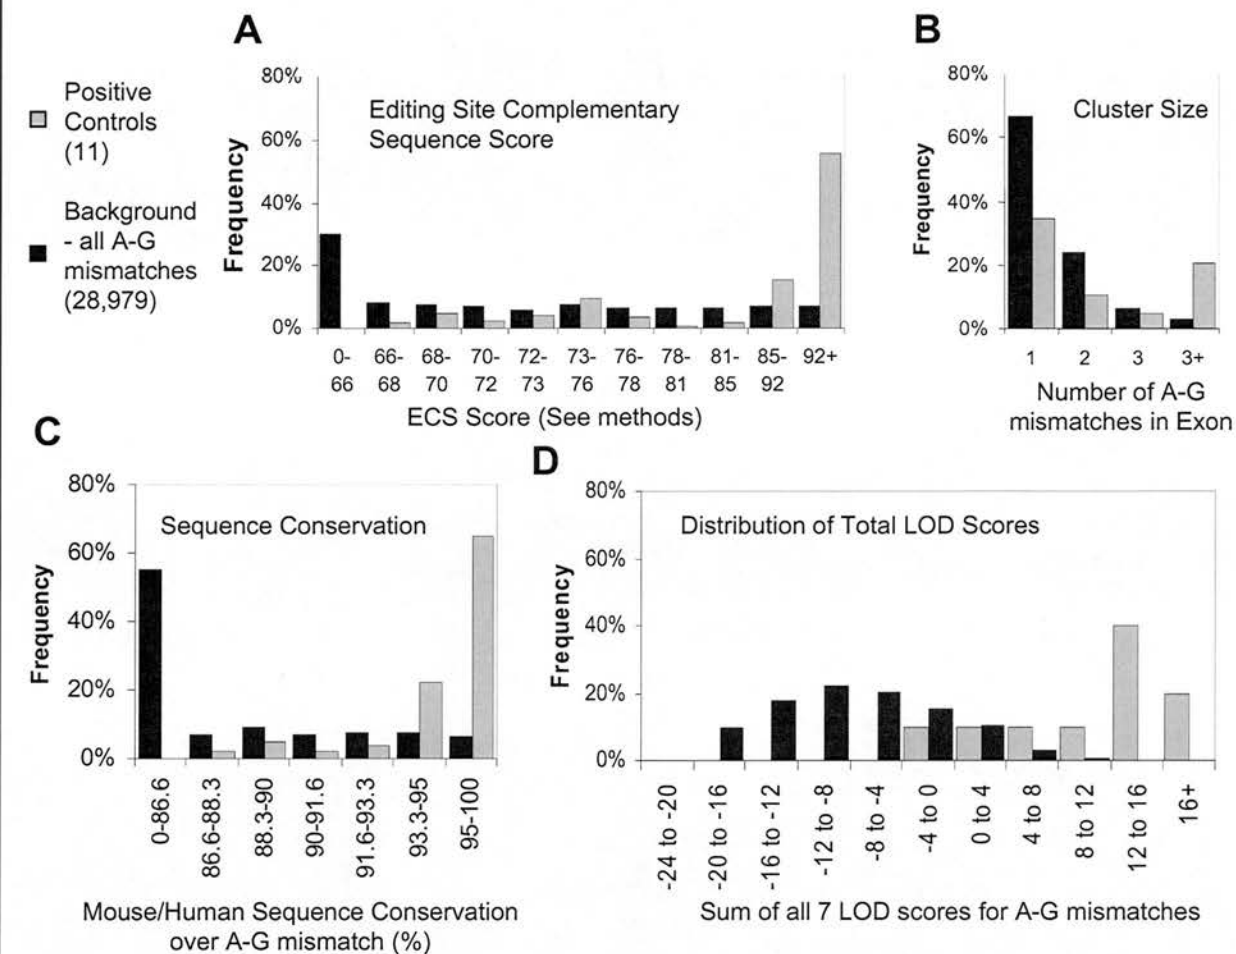 Positive
Controls
(11)
Background
- all A-G
mismatches
(28,979)
A
80%
60%
40%
20%
0%
Frequency
Editing Site Complementary
Sequence Score
0-66
66-68
68-70
70-72
72-73
73-76
76-78
78-81
81-85
85-92
92+
ECS Score (See methods)
B
80%
60%
40%
20%
0%
Frequency
Cluster Size
1 2 3 3+
Number of A-G
mismatches in Exon
C
80%
60%
40%
20%
0%
Frequency
Sequence Conservation
0-86.6
86.6-88.3
88.3-90
90-91.6
91.6-93.3
93.3-95
95-100
Mouse/Human Sequence Conservation
over A-G mismatch (%)
D
80%
60%
40%
20%
0%
Frequency
Distribution of Total LOD Scores
-24 to -20
-20 to -16
-16 to -12
-12 to -8
-8 to -4
-4 to 0
0 to 4
4 to 8
8 to 12
12 to 16
16+
Sum of all 7 LOD scores for A-G mismatches